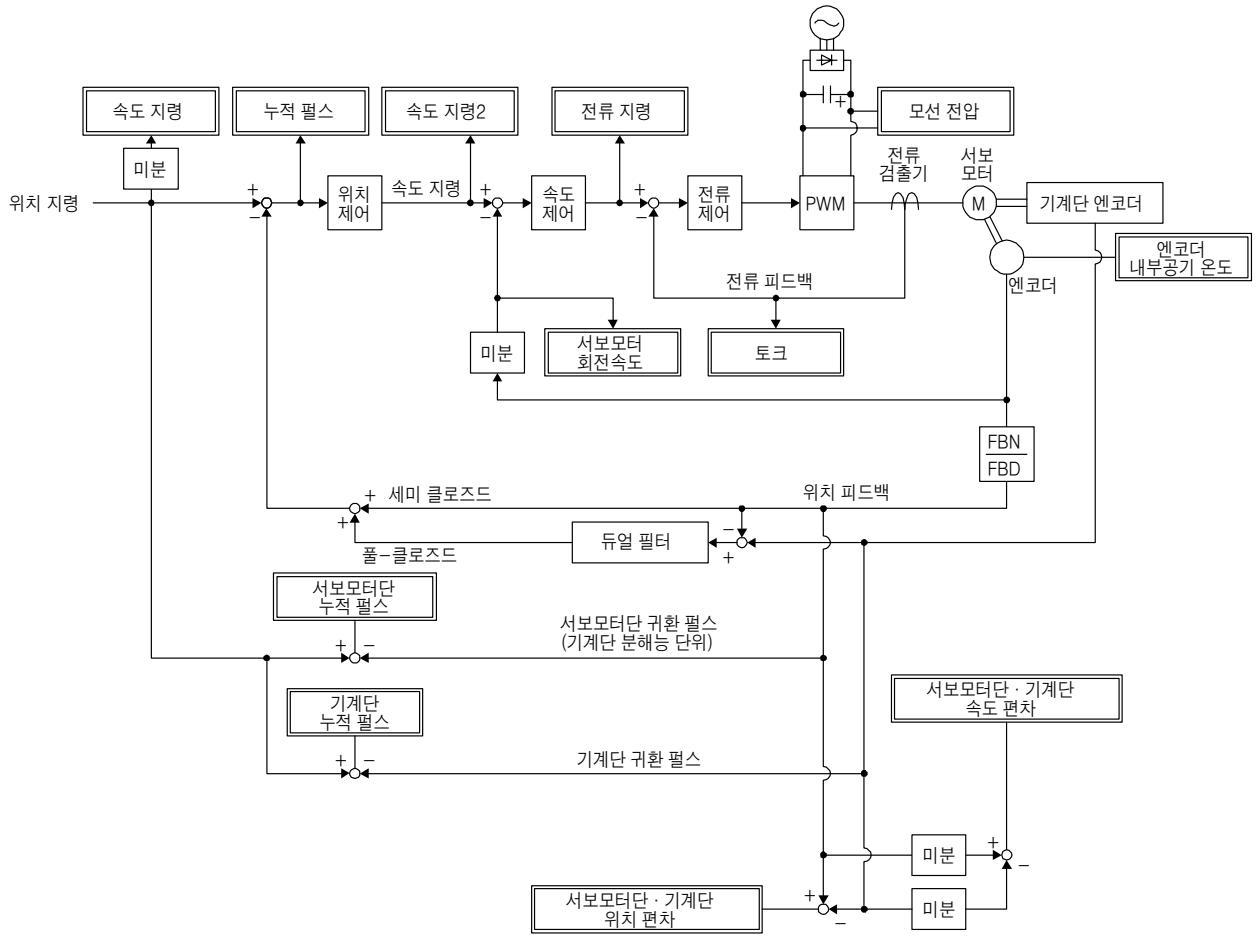 속도 지령
누적 펄스
속도 지령2
전류 지령
모선 전압
미분
위치 지령
+
−
위치
제어
속도 지령
+
−
속도
제어
+
−
전류
제어
PWM
+
전류
검출기
서보
모터
M
기계단 엔코더
엔코더
내부공기 온도
엔코더
전류 피드백
미분
서보모터
회전속도
토크
FBN
FBD
+
세미 클로즈드
위치 피드백
+
풀-클로즈드
듀얼 필터
−
+
서보모터단
누적 펄스
+
−
서보모터단 귀환 펄스
(기계단 분해능 단위)
기계단
누적 펄스
+
−
기계단 귀환 펄스
서보모터단 · 기계단
속도 편차
미분
+
−
서보모터단 · 기계단
위치 편차
+
−
미분